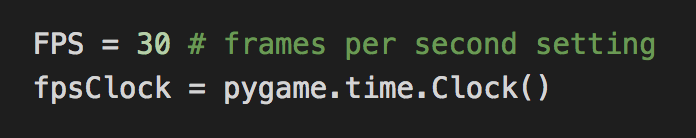 FPS = 30 # frames per second setting
fpsClock = pygame.time.Clock()